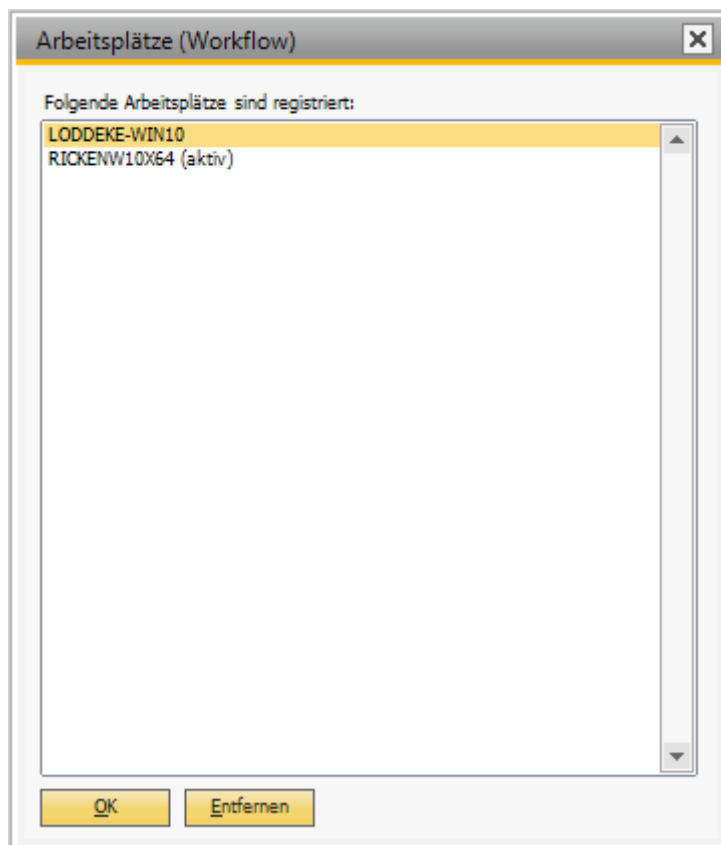 Arbeitsplätze (Workflow)
Folgende Arbeitsplätze sind registriert:
LODDEKE-WIN10
RICKENW10X64 (aktiv)
OK
Entfernen